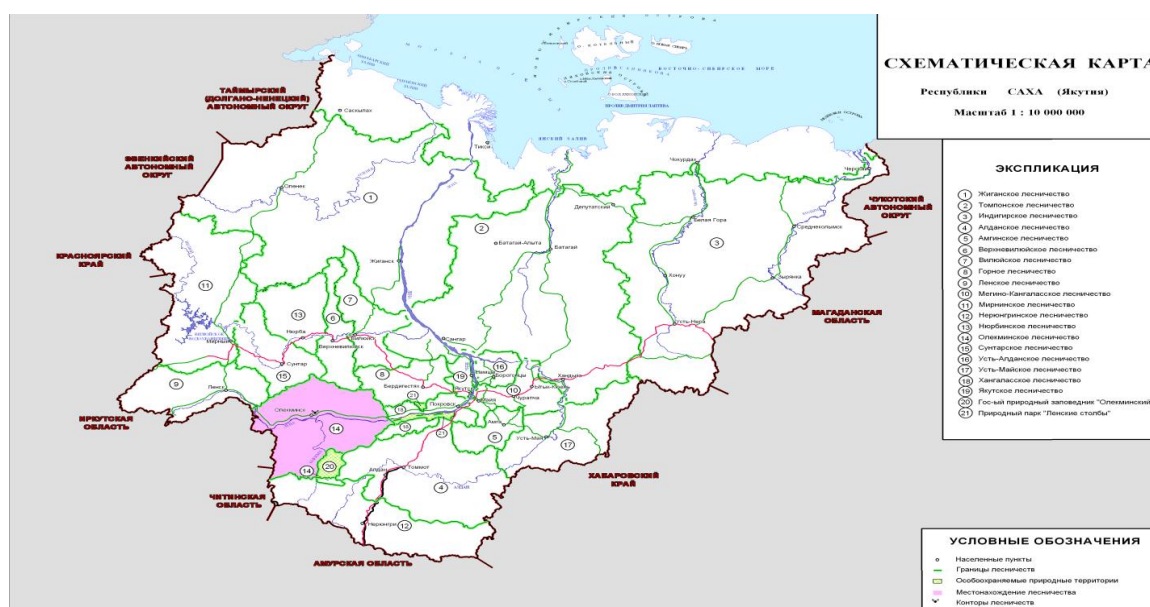 СХЕМАТИЧЕСКАЯ КАРТА
Республики САХА (Якутия)
Масштаб 1 : 10 000 000
ТАЙМЫРСКИЙ
(ДОЛГАНО-НЕНЕЦКИЙ)
АВТОНОМНЫЙ ОКРУГ
ЭВЕНКИЙСКИЙ
АВТОНОМНЫЙ
ОКРУГ
КРАСНОЯРСКИЙ
КРАЙ
ИРКУТСКАЯ
ОБЛАСТЬ
ЧИТИНСКАЯ
ОБЛАСТЬ
АМУРСКАЯ ОБЛАСТЬ
ХАБАРОВСКИЙ
КРАЙ
МАГАДАНСКАЯ
ОБЛАСТЬ
ЧУКОТСКИЙ
АВТОНОМНЫЙ
ОКРУГ
ВОСТОЧНО-СИБИРСКОЕ МОРЕ
ЯНСКИЙ ЗАЛИВ
Саскылах
Тикси
Оленек
Жиганск
Батагай-Алыта
Батагай
Депутатский
Чокурдах
Белая Гора
Среднеколымск
Зырянка
Хонуу
Усть-Нера
Нюрба
Верхневилюйск
Сунтар
Ленск
Олекминск
Бердигестях
Сангар
Покровск
Борогонцы
Хандыга
Усть-Мая
Алдан
Томмот
Нерюнгри
ЭКСПЛИКАЦИЯ
1 Жиганское лесничество
2 Томпонское лесничество
3 Индигирское лесничество
4 Алданское лесничество
5 Амгинское лесничество
6 Верхневилюйское лесничество
7 Вилюйское лесничество
8 Горное лесничество
9 Ленское лесничество
10 Мегино-Кангаласское лесничество
11 Мирнинское лесничество
12 Нерюнгринское лесничество
13 Нюрбинское лесничество
14 Олекминское лесничество
15 Сунтарское лесничество
16 Усть-Алданское лесничество
17 Усть-Майское лесничество
18 Хангаласское лесничество
19 Якутское лесничество
20 Гос-ый природный заповедник "Олекминский"
21 Природный парк "Ленские столбы"
УСЛОВНЫЕ ОБОЗНАЧЕНИЯ
Населенные пункты
Границы лесничеств
Особоохраняемые природные территории
Местонахождение лесничества
Конторы лесничеств